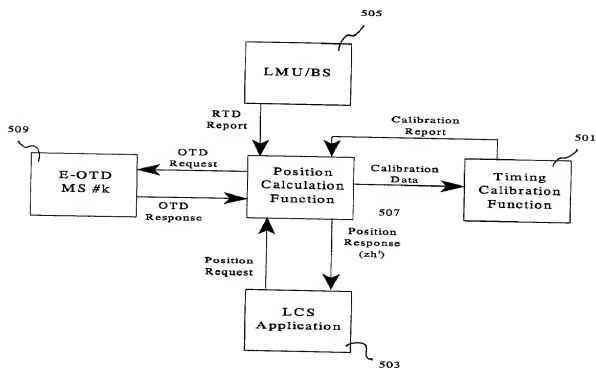 505
LMU/BS
RTD
Report
Calibration
Report
509
501
OTD
Request
E-OTD
MS #k
Position
Calculation
Function
Calibration
Data
Timing
Calibration
Function
OTD
Response
507
Position
Request
Position
Response
(zhⁱ)
LCS
Application
503